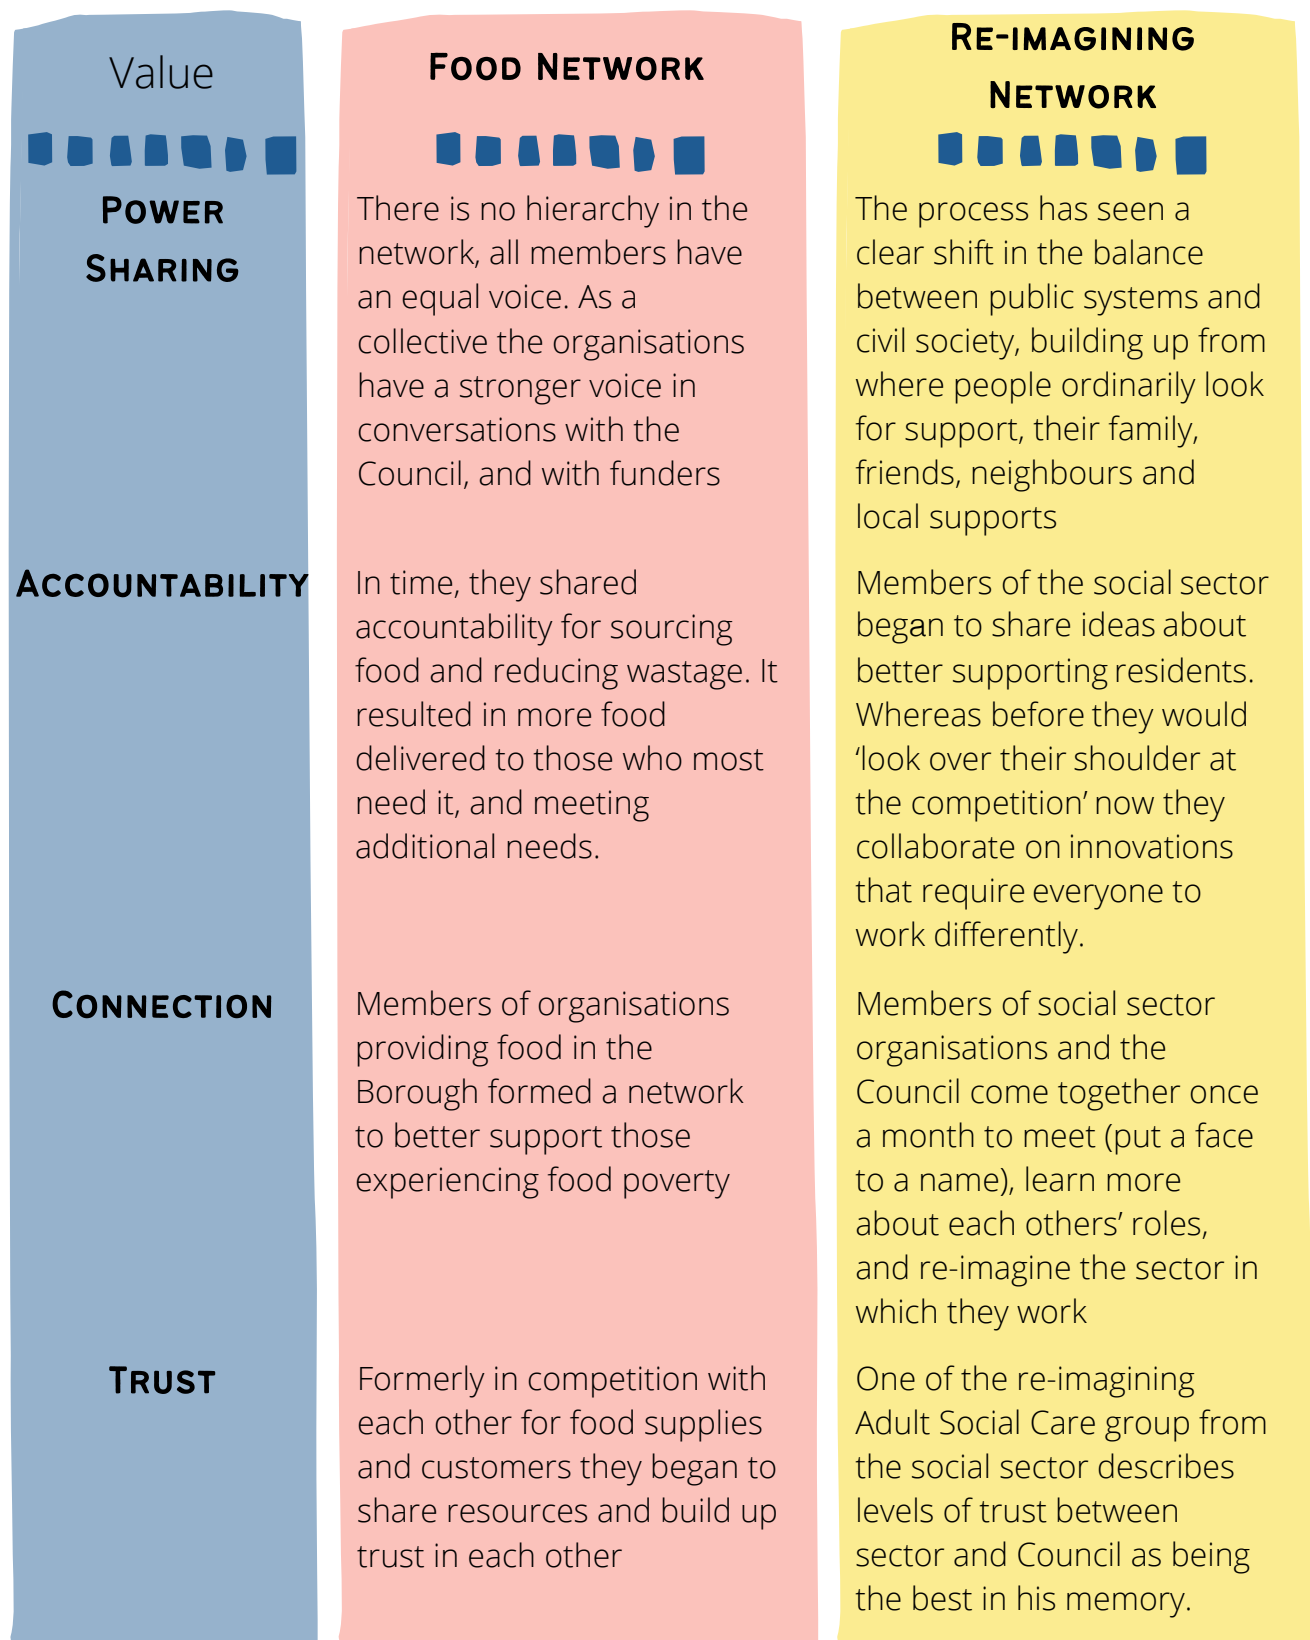 Value
FOOD NETWORK
RE-IMAGINING
NETWORK
POWER
SHARING
There is no hierarchy in the
network, all members have
an equal voice. As a
collective the organisations
have a stronger voice in
conversations with the
Council, and with funders
The process has seen a
clear shift in the balance
between public systems and
civil society, building up from
where people ordinarily look
for support, their family,
friends, neighbours and
local supports
ACCOUNTABILITY
In time, they shared
accountability for sourcing
food and reducing wastage. It
resulted in more food
delivered to those who most
need it, and meeting
additional needs.
Members of the social sector
began to share ideas about
better supporting residents.
Whereas before they would
‘look over their shoulder at
the competition’ now they
collaborate on innovations
that require everyone to
work differently.
CONNECTION
Members of organisations
providing food in the
Borough formed a network
to better support those
experiencing food poverty
Members of social sector
organisations and the
Council come together once
a month to meet (put a face
to a name), learn more
about each others’ roles,
and re-imagine the sector in
which they work
TRUST
Formerly in competition with
each other for food supplies
and customers they began to
share resources and build up
trust in each other
One of the re-imagining
Adult Social Care group from
the social sector describes
levels of trust between
sector and Council as being
the best in his memory.